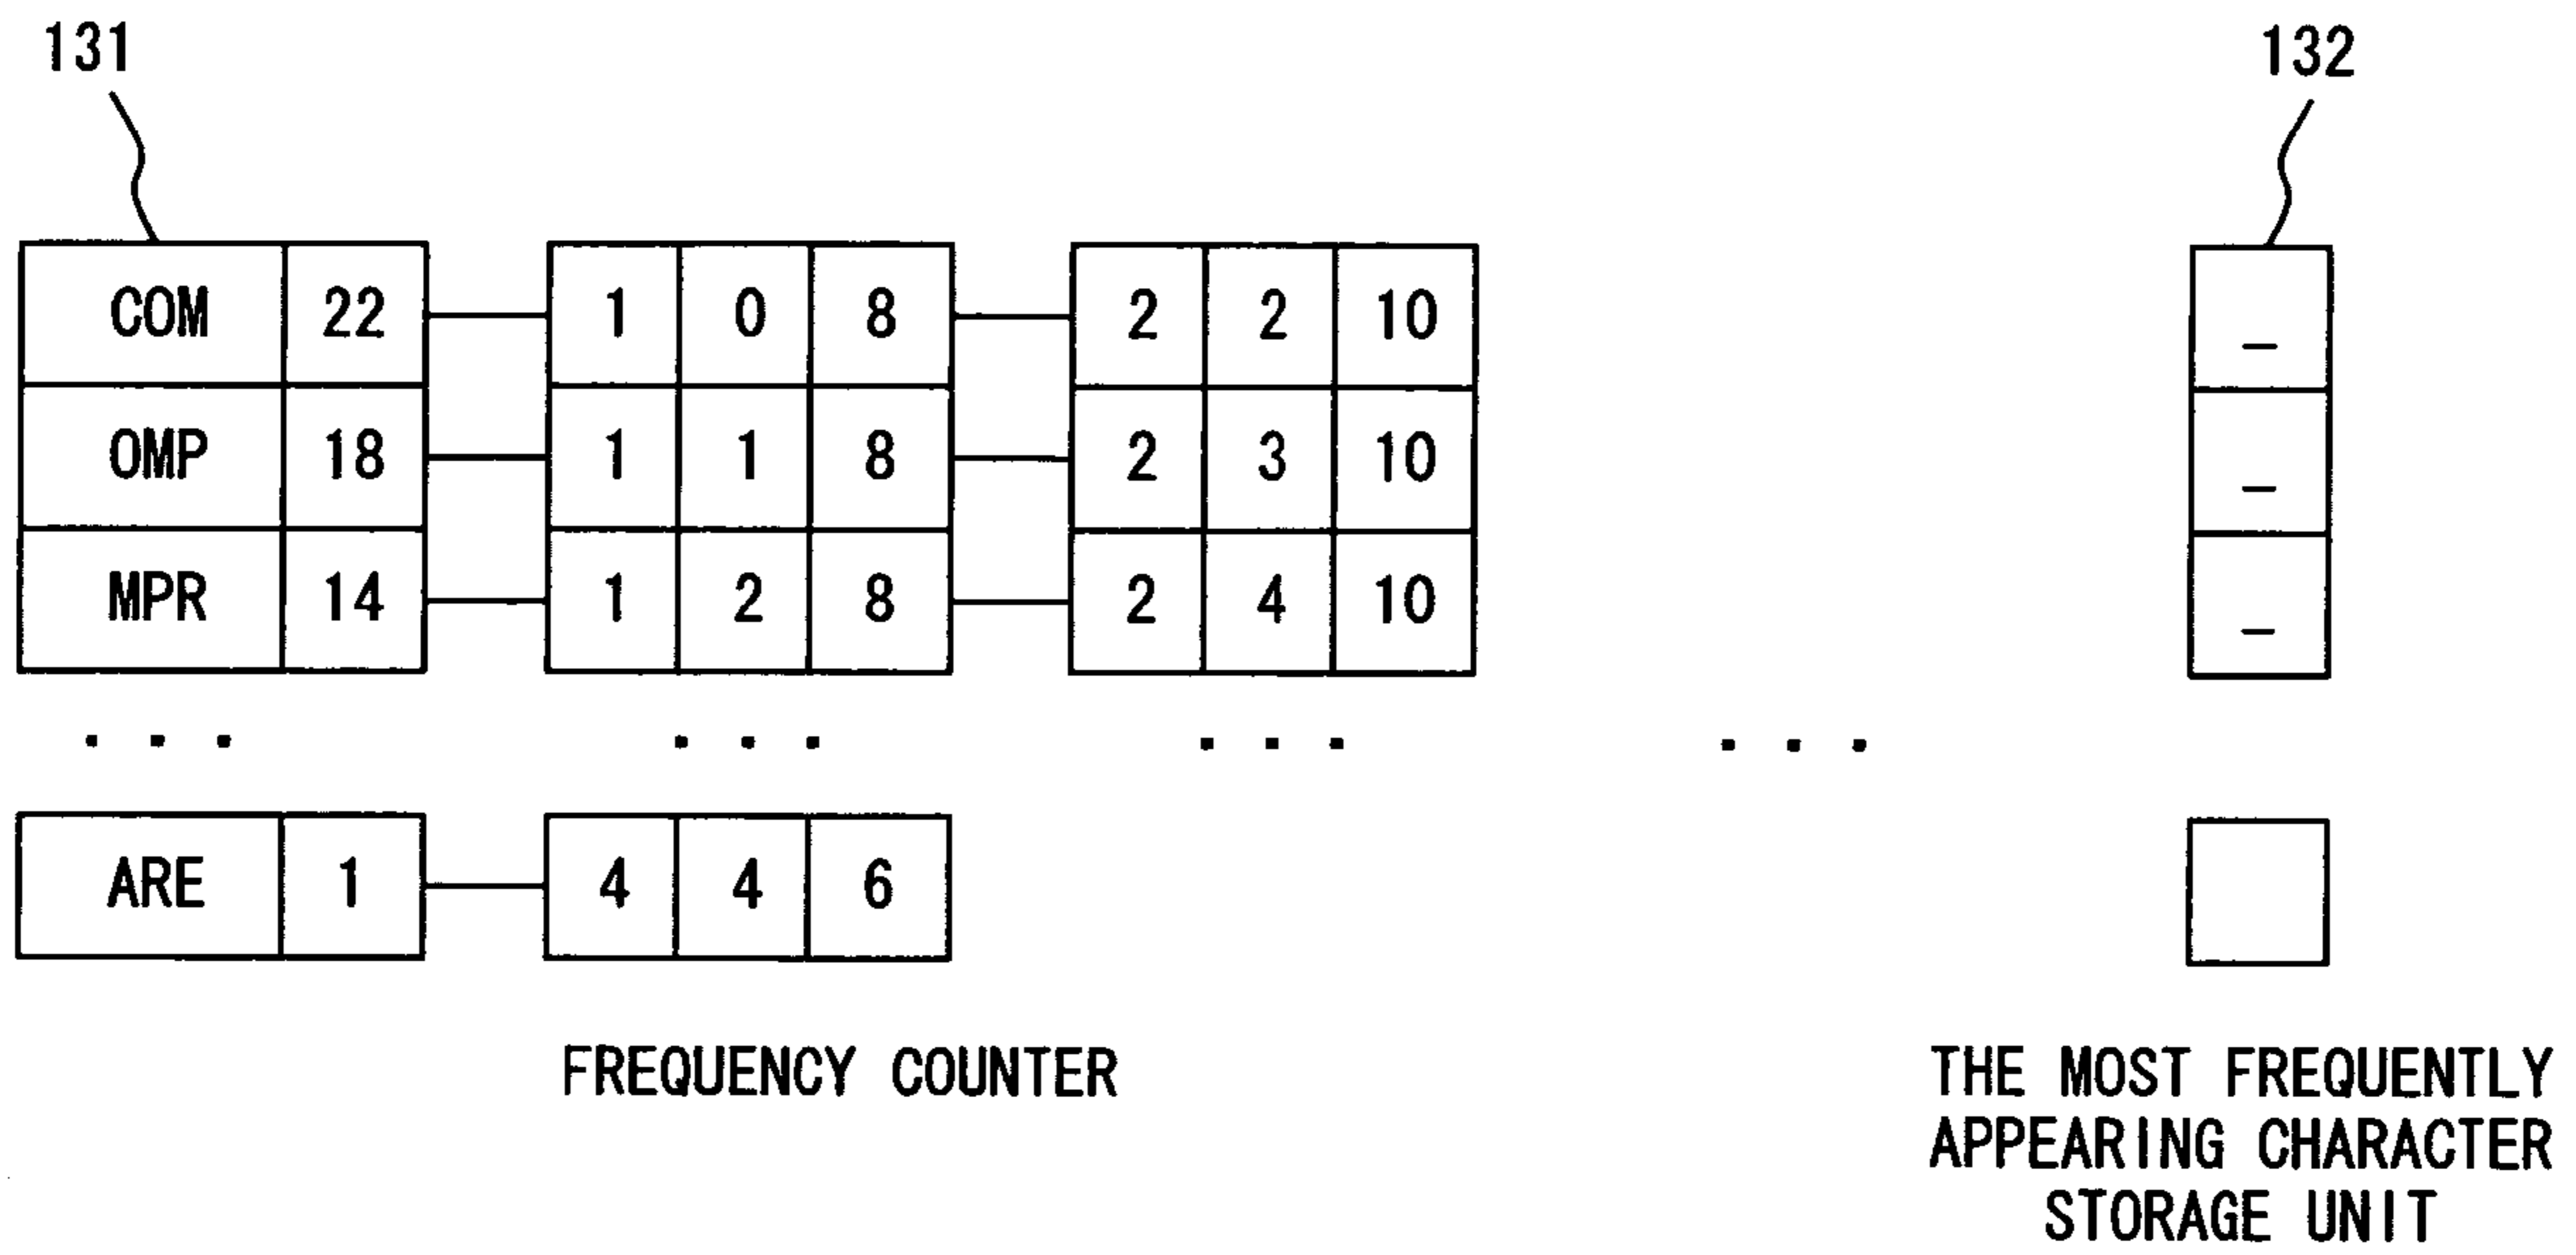 131 132
COM 22 1 0 8 2 2 10 _
OMP 18 1 1 8 2 3 10 _
MPR 14 1 2 8 2 4 10 _
. . . . . . . . . . . .
ARE 1 4 4 6
FREQUENCY COUNTER
THE MOST FREQUENTLY
APPEARING CHARACTER
STORAGE UNIT